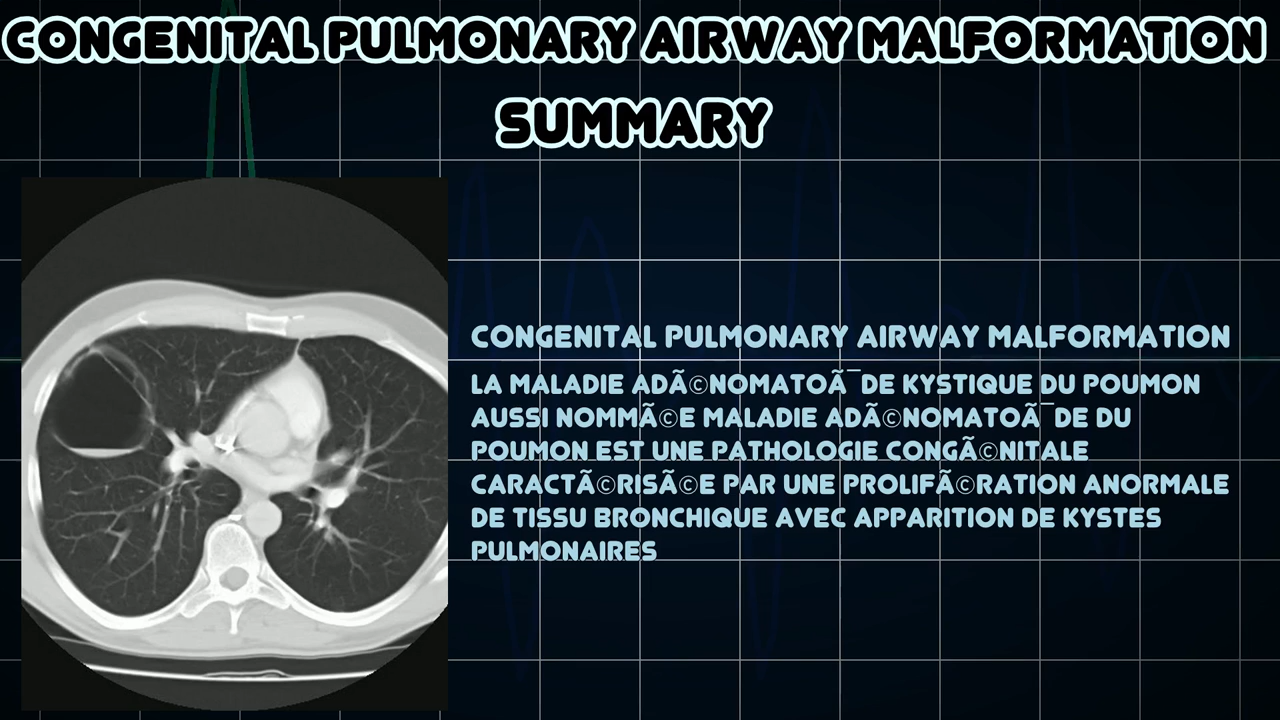 CONGENITAL PULMONARY AIRWAY MALFORMATION
SUMMARY
CONGENITAL PULMONARY AIRWAY MALFORMATION
LA MALADIE ADÃ©NOMATOÃ¯DE KYSTIQUE DU POUMON
AUSSI NOMMÃ©E MALADIE ADÃ©NOMATOÃ¯DE DU
POUMON EST UNE PATHOLOGIE CONGÃ©NITALE
CARACTÃ©RISÃ©E PAR UNE PROLIFÃ©RATION ANORMALE
DE TISSU BRONCHIQUE AVEC APPARITION DE KYSTES
PULMONAIRES